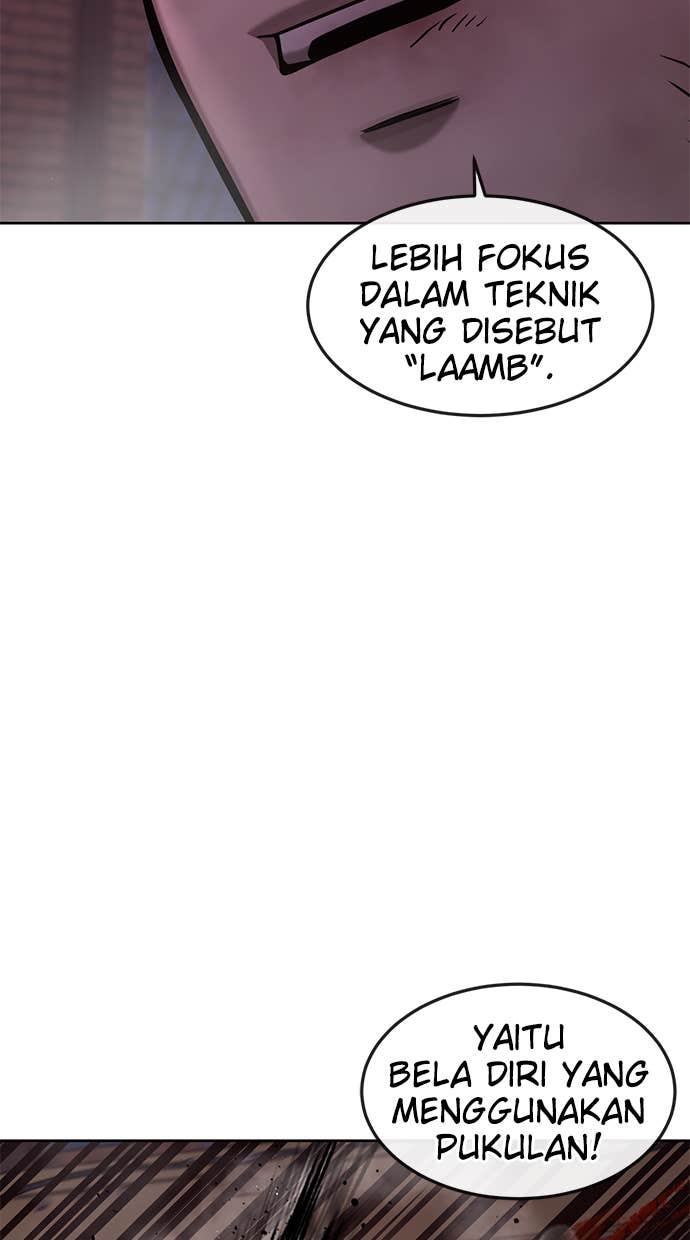 LEBIH FOKUS
DALAM TEKNIK
YANG DISEBUT
"LAAMB".
YAITU
BELA DIRI YANG
MENGGUNAKAN
PUKULAN!